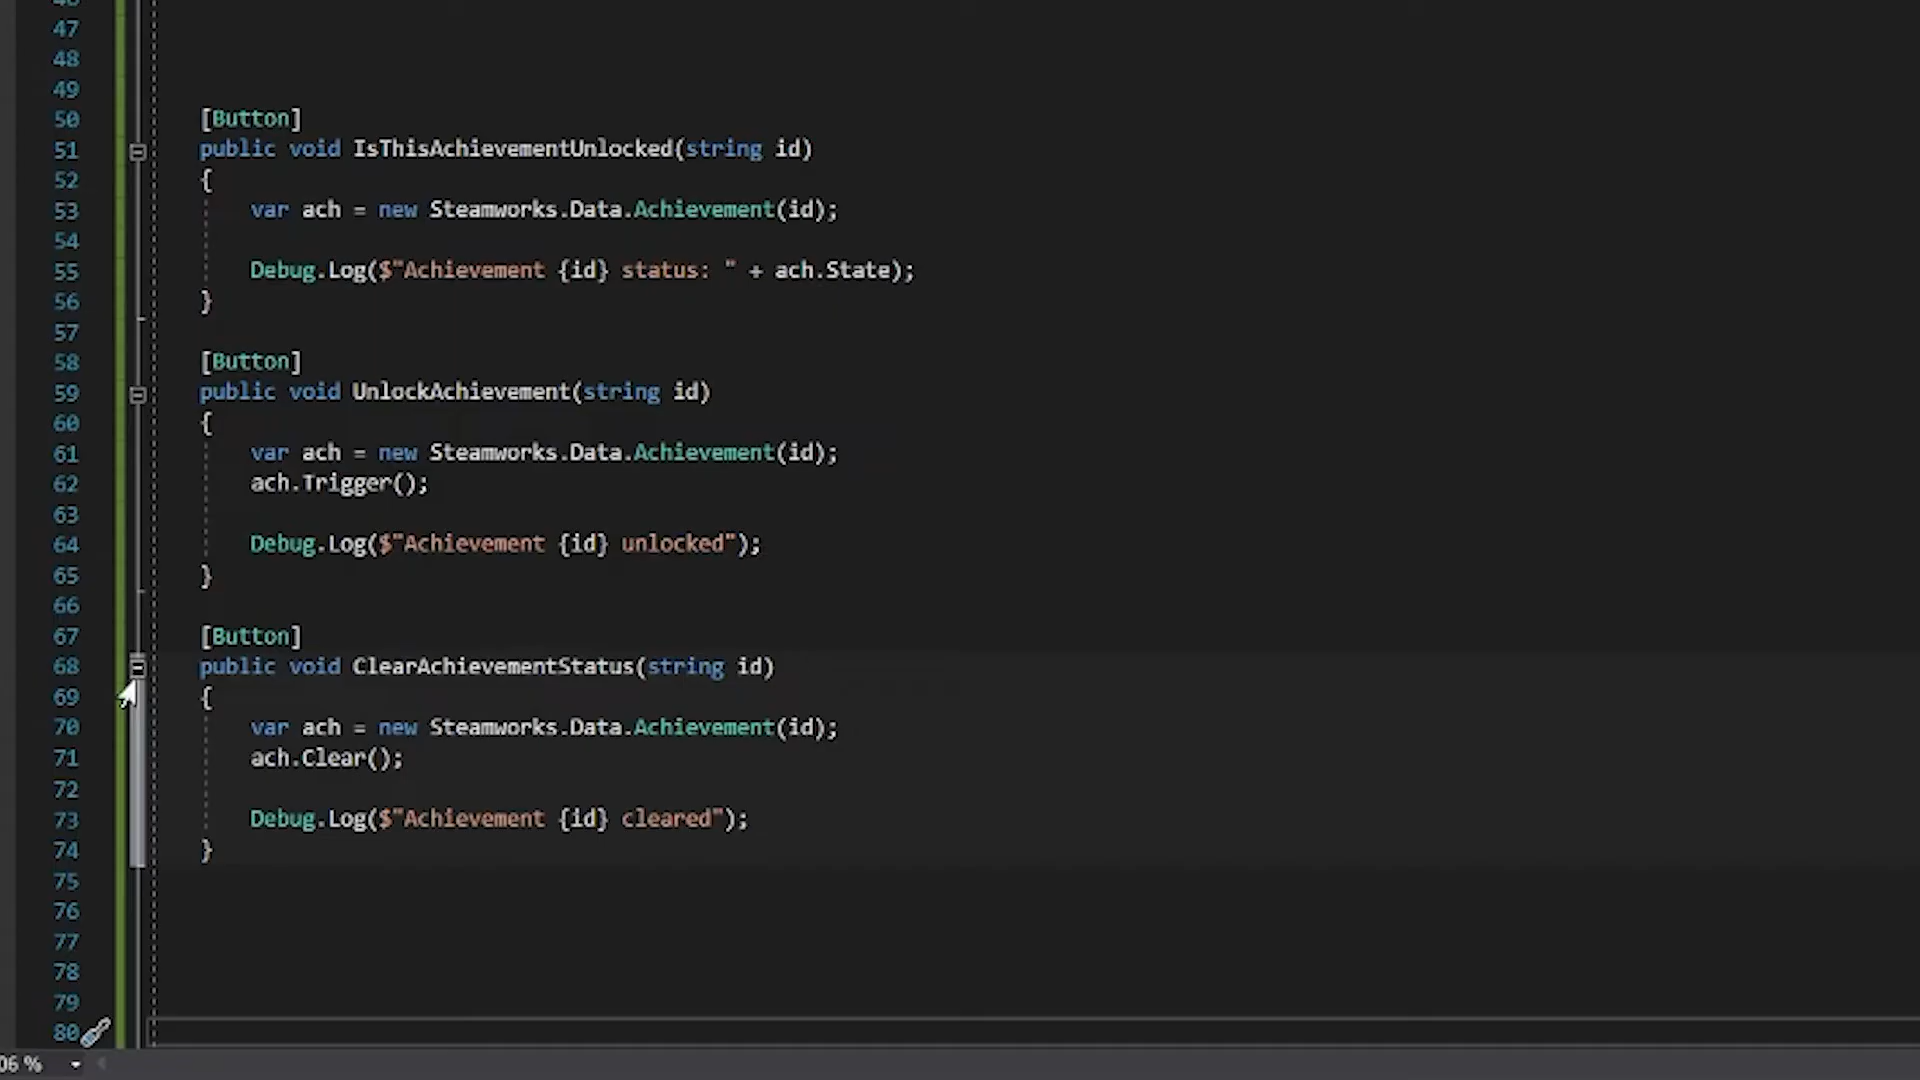 46
47
48
49
50 [Button]
51 public void IsThisAchievementUnlocked(string id)
52 {
53 var ach = new Steamworks.Data.Achievement(id);
54
55 Debug.Log($"Achievement {id} status: " + ach.State);
56 }
57
58 [Button]
59 public void UnlockAchievement(string id)
60 {
61 var ach = new Steamworks.Data.Achievement(id);
62 ach.Trigger();
63
64 Debug.Log($"Achievement {id} unlocked");
65 }
66
67 [Button]
68 public void ClearAchievementStatus(string id)
69 {
70 var ach = new Steamworks.Data.Achievement(id);
71 ach.Clear();
72
73 Debug.Log($"Achievement {id} cleared");
74 }
75
76
77
78
79
80
06 %